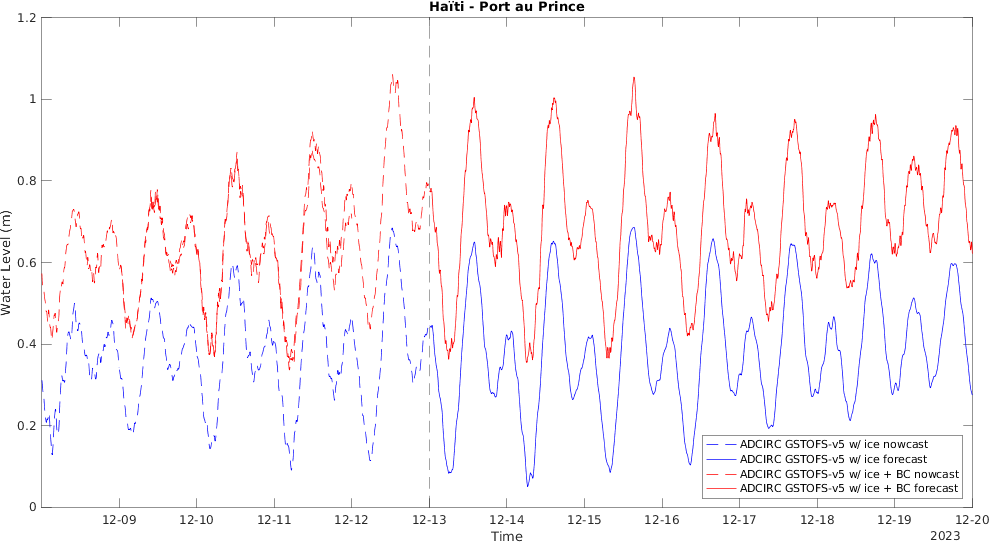 Haïti - Port au Prince
1.2
1
0.8
0.6
0.4
0.2
0
Water Level (m)
12-09
12-10
12-11
12-12
12-13
12-14
12-15
12-16
12-17
12-18
12-19
12-20
Time
2023
ADCIRC GSTOFS-v5 w/ ice nowcast
ADCIRC GSTOFS-v5 w/ ice forecast
ADCIRC GSTOFS-v5 w/ ice + BC nowcast
ADCIRC GSTOFS-v5 w/ ice + BC forecast